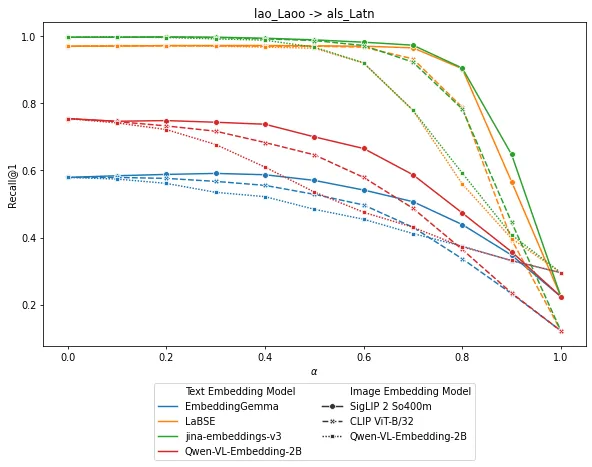 lao_Laoo -> als_Latn
Recall@1
1.0
0.8
0.6
0.4
0.2
0.0 0.2 0.4 0.6 0.8 1.0
α
Text Embedding Model
EmbeddingGemma
LaBSE
jina-embeddings-v3
Qwen-VL-Embedding-2B
Image Embedding Model
SigLIP 2 So400m
CLIP ViT-B/32
Qwen-VL-Embedding-2B